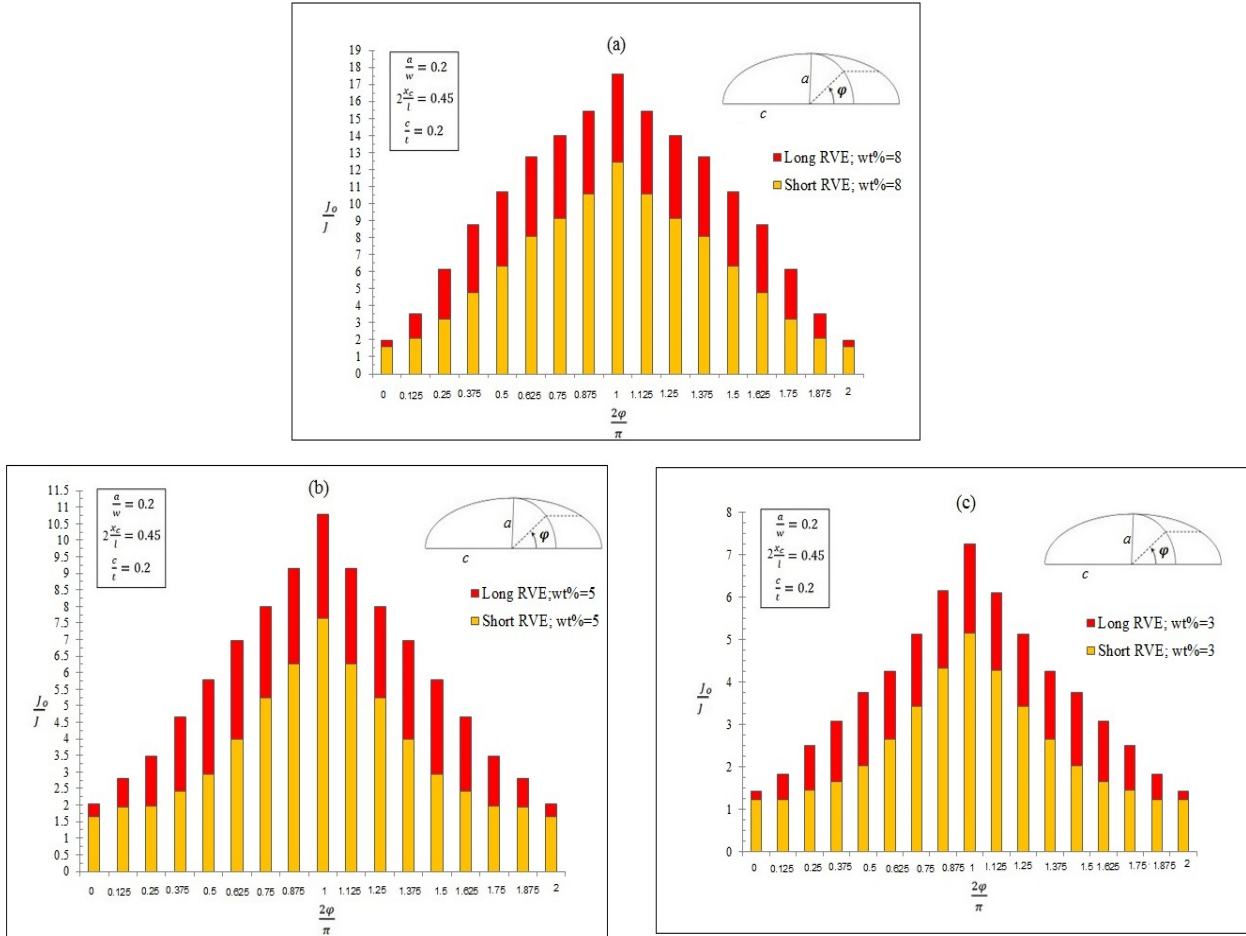 (a)
19
18
17
16
15
14
13
12
11
10
9
8
7
6
5
4
3
2
1
0
a/w = 0.2
2 x_c/l = 0.45
c/t = 0.2
J_o/J
a
φ
c
Long RVE; wt%=8
Short RVE; wt%=8
0 0.125 0.25 0.375 0.5 0.625 0.75 0.875 1 1.125 1.25 1.375 1.5 1.625 1.75 1.875 2
2φ/π
(b)
11.5
11
10.5
10
9.5
9
8.5
8
7.5
7
6.5
6
5.5
5
4.5
4
3.5
3
2.5
2
1.5
1
0.5
0
a/w = 0.2
2 x_c/l = 0.45
c/t = 0.2
J_o/J
a
φ
c
Long RVE;wt%=5
Short RVE; wt%=5
0 0.125 0.25 0.375 0.5 0.625 0.75 0.875 1 1.125 1.25 1.375 1.5 1.625 1.75 1.875 2
2φ/π
(c)
8
7
6
5
4
3
2
1
0
a/w = 0.2
2 x_c/l = 0.45
c/t = 0.2
J_o/J
a
φ
c
Long RVE; wt%=3
Short RVE; wt%=3
0 0.125 0.25 0.375 0.5 0.625 0.75 0.875 1 1.125 1.25 1.375 1.5 1.625 1.75 1.875 2
2φ/π